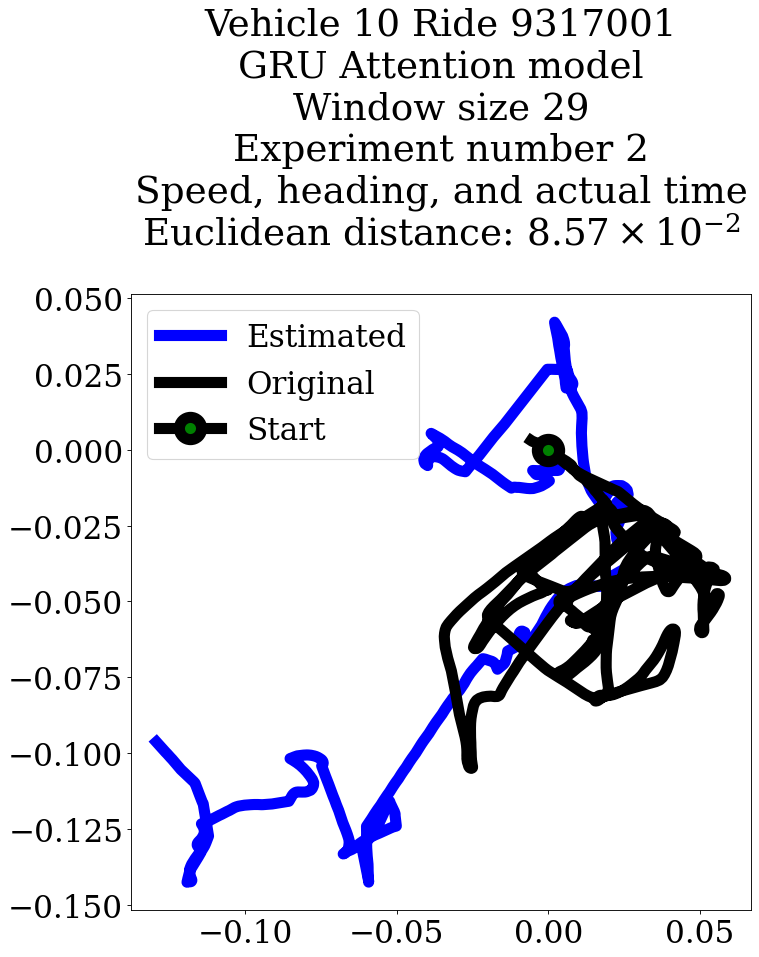 Vehicle 10 Ride 9317001
GRU Attention model
Window size 29
Experiment number 2
Speed, heading, and actual time
Euclidean distance: 8.57 × 10⁻²
Estimated
Original
Start
0.050
0.025
0.000
−0.025
−0.050
−0.075
−0.100
−0.125
−0.150
−0.10 −0.05 0.00 0.05